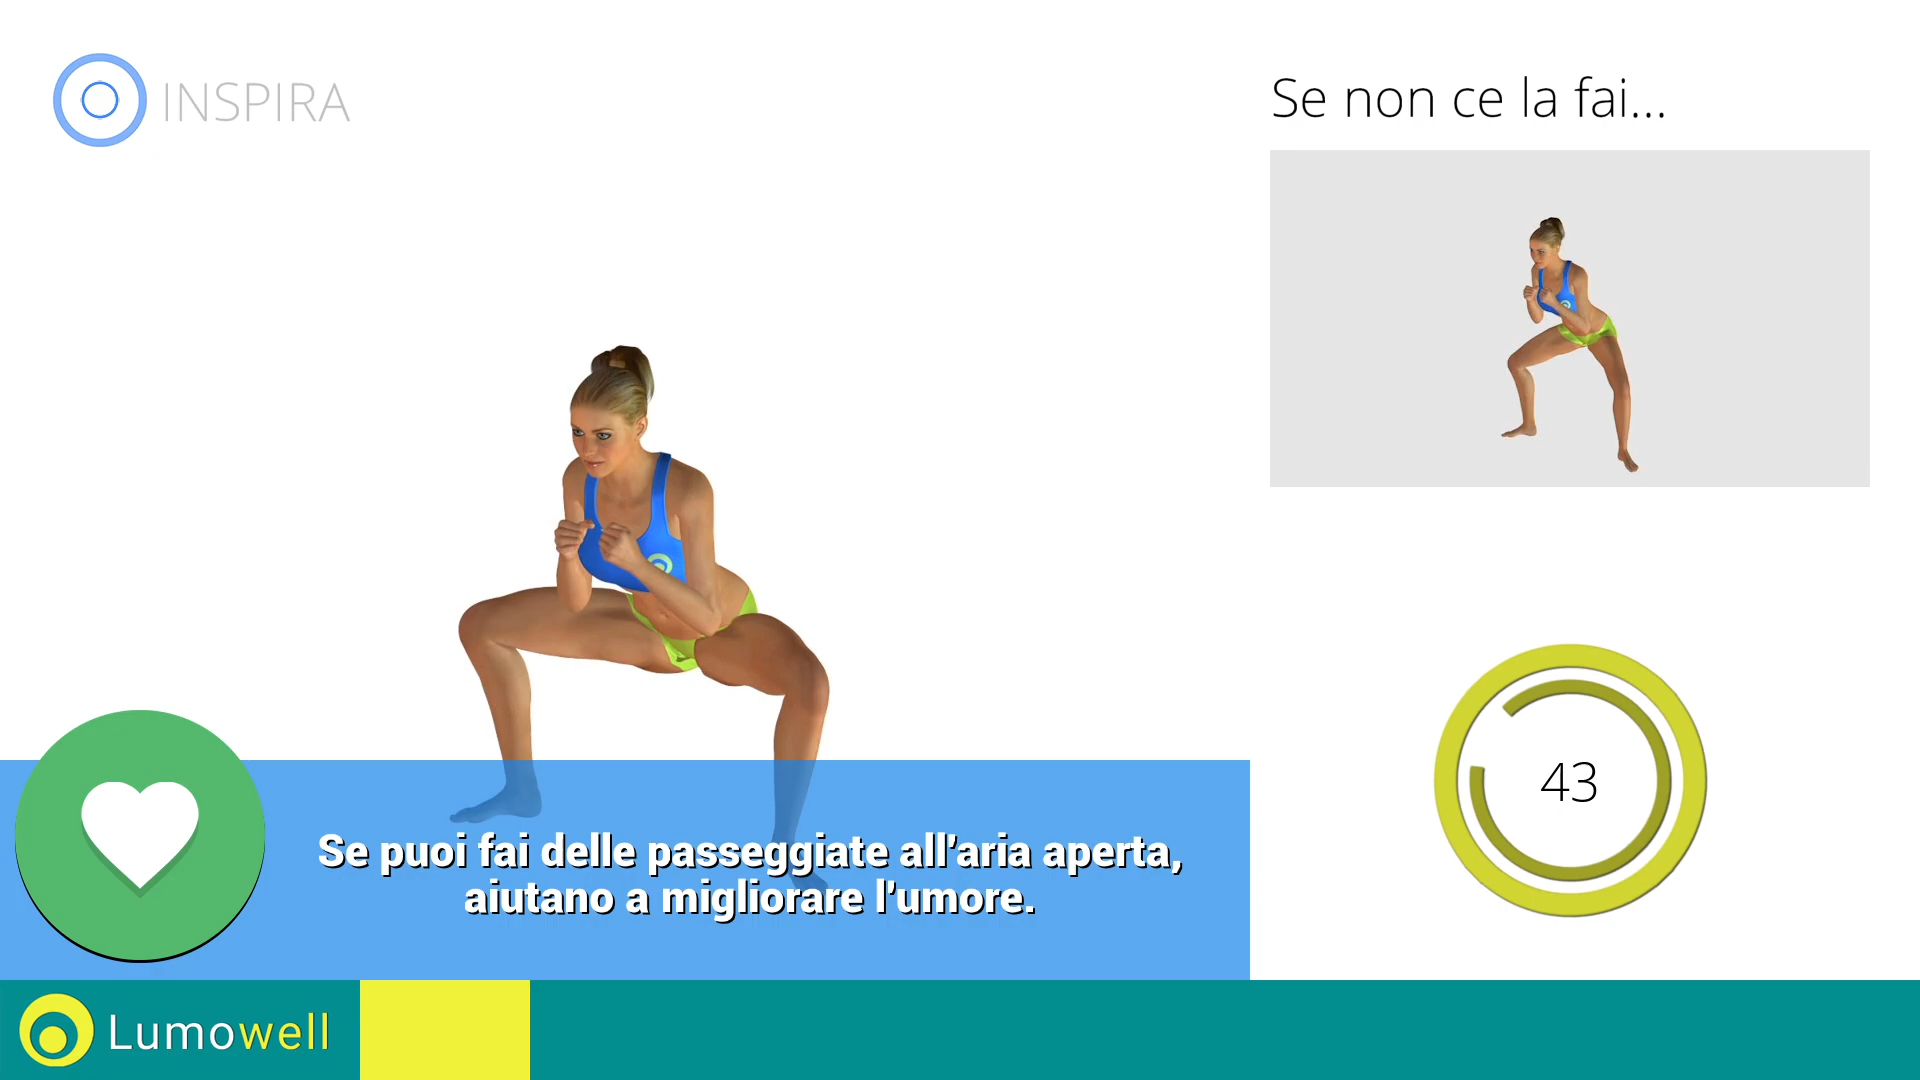 INSPIRA
Se non ce la fai...
43
Se puoi fai delle passeggiate all'aria aperta,
aiutano a migliorare l'umore.
Lumowell